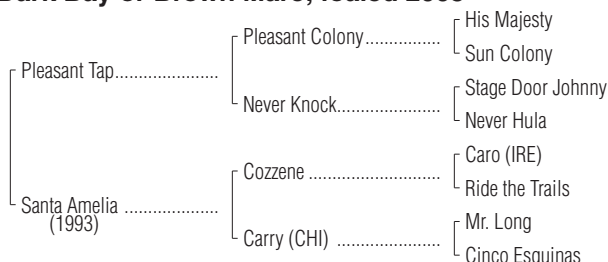 Dark Bay or Brown Mare; foaled 2003
His Majesty
Pleasant Colony................
Sun Colony
Pleasant Tap......................
Stage Door Johnny
Never Knock......................
Never Hula
Caro (IRE)
Cozzene ............................
Ride the Trails
Santa Amelia ....................
(1993)
Mr. Long
Carry (CHI) ......................
Cinco Esquinas